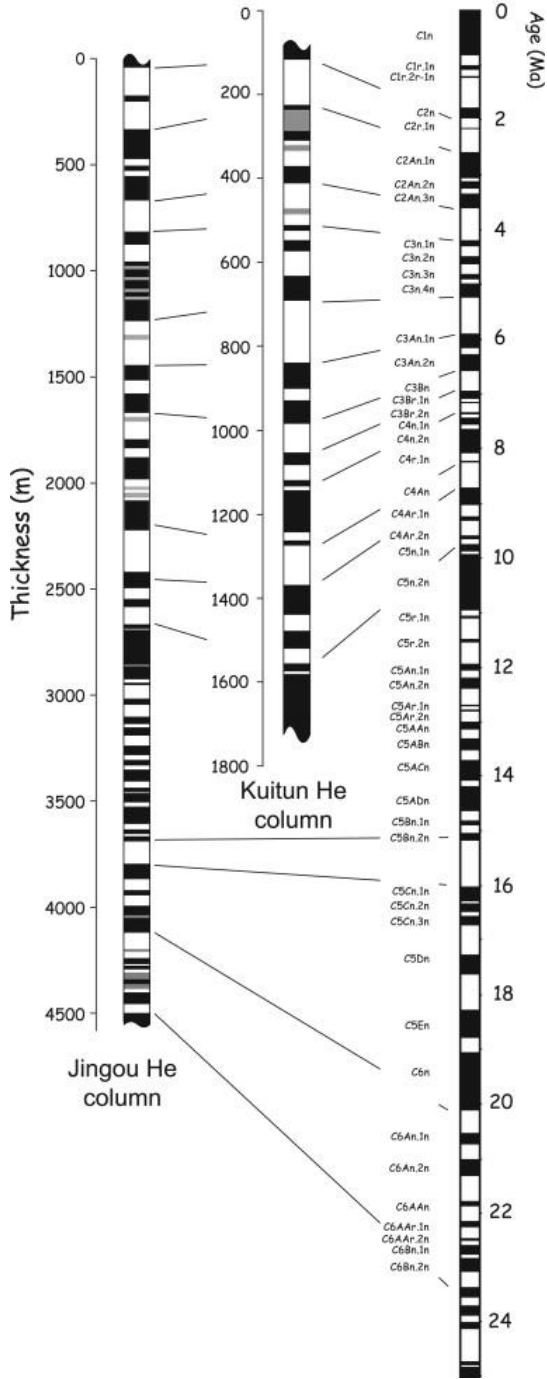 Thickness (m)
0
500
1000
1500
2000
2500
3000
3500
4000
4500
Jingou He
column
0
200
400
600
800
1000
1200
1400
1600
1800
Kuitun He
column
C1n
C1r.1n
C1r.2r-1n
C2n
C2r.1n
C2An.1n
C2An.2n
C2An.3n
C3n.1n
C3n.2n
C3n.3n
C3n.4n
C3An.1n
C3An.2n
C3Bn
C3Br.1n
C3Br.2n
C4n.1n
C4n.2n
C4r.1n
C4An
C4Ar.1n
C4Ar.2n
C5n.1n
C5n.2n
C5r.1n
C5r.2n
C5An.1n
C5An.2n
C5Ar.1n
C5Ar.2n
C5AAn
C5ABn
C5ACn
C5ADn
C5Bn.1n
C5Bn.2n
C5Cn.1n
C5Cn.2n
C5Cn.3n
C5Dn
C5En
C6n
C6An.1n
C6An.2n
C6AAn
C6AAr.1n
C6AAr.2n
C6Bn.1n
C6Bn.2n
0
2
4
6
8
10
12
14
16
18
20
22
24
Age (Ma)